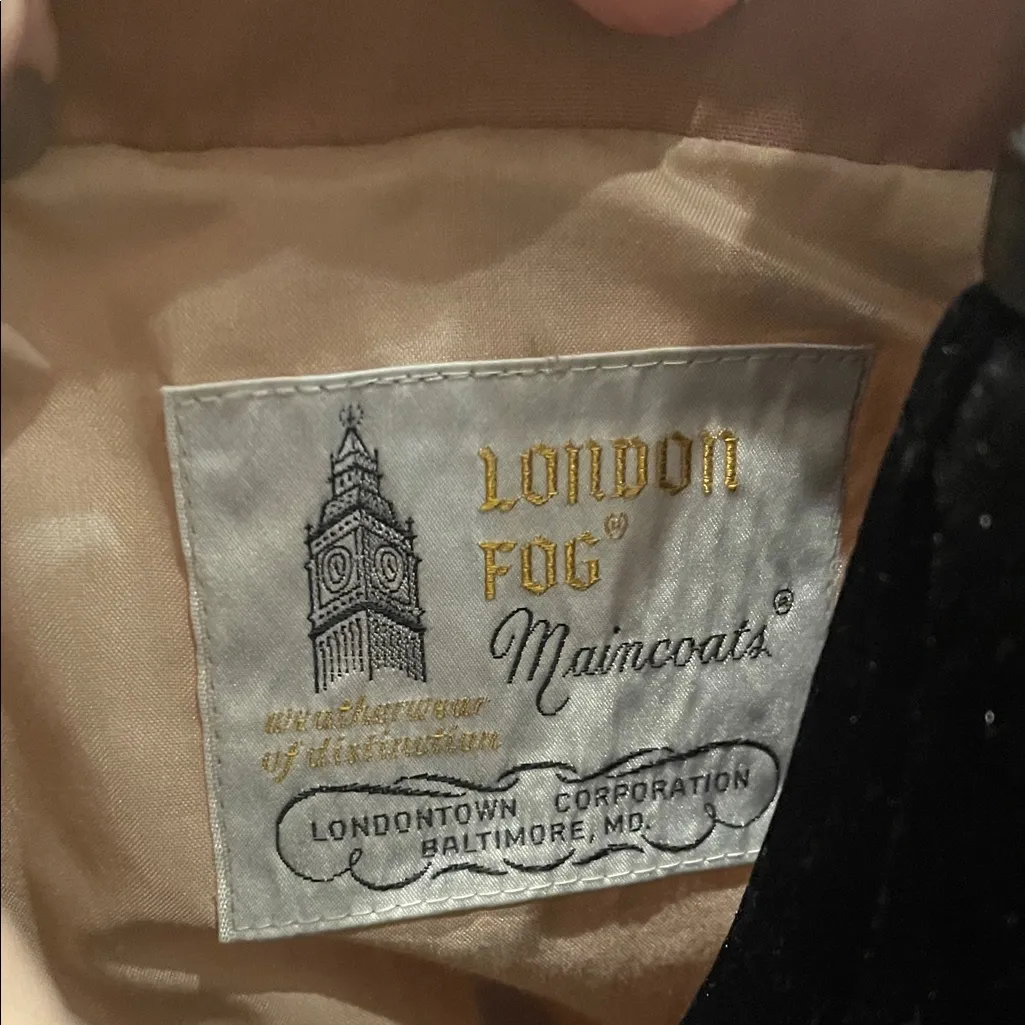 LONDON
FOG®
Maincoats®
weatherwear
of distinction
LONDONTOWN CORPORATION
BALTIMORE, MD.